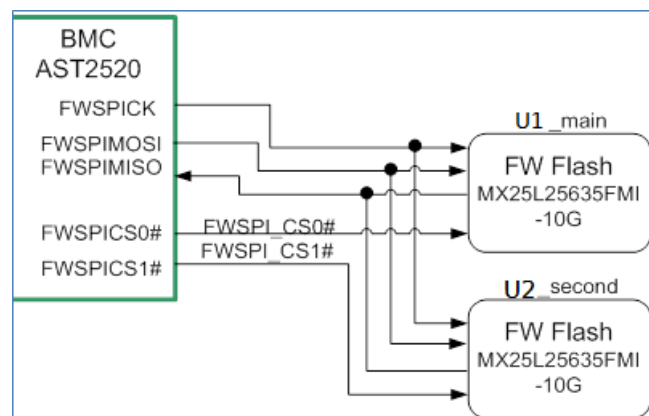 BMC
AST2520
FWSPICK
FWSPIMOSI
FWSPIMISO
FWSPICS0#
FWSPICS1#
FWSPI_CS0#
FWSPI_CS1#
U1_main
FW Flash
MX25L25635FMI
-10G
U2_second
FW Flash
MX25L25635FMI
-10G